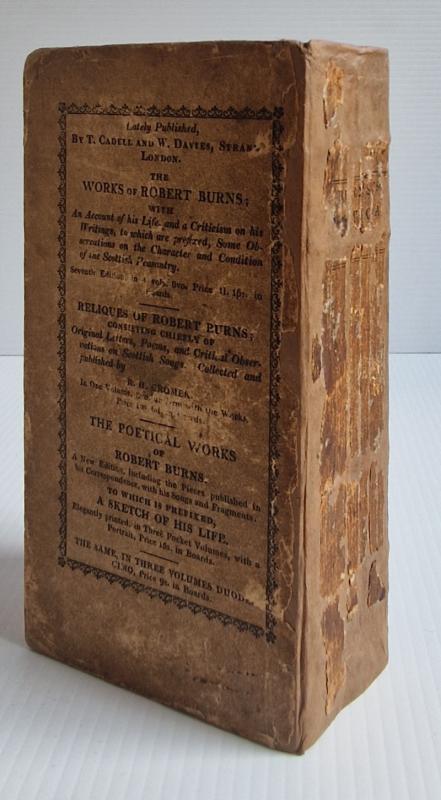 Lately Published,
BY T. CADELL AND W. DAVIES, STRAN
LONDON.
THE
WORKS OF ROBERT BURNS;
WITH
An Account of his Life, and a Criticism on his
Writings, to which are prefixed, Some Ob-
servations on the Character and Condition
of the Scottish Peasantry.
Seventh Edition, in 4 vols. 8vo. Price
RELIQUES OF ROBERT BURNS;
CONSISTING CHIEFLY OF
Original Letters, Poems, and Critical Obser-
vations on Scottish Songs. Collected and
published by
R. H. CROMEK.
In One Volume, 8vo. with the Works,
Price
THE POETICAL WORKS
OF
ROBERT BURNS.
A New Edition, including the Pieces published in
his Correspondence, with his Songs and Fragments.
TO WHICH IS PREFIXED,
A SKETCH OF HIS LIFE.
Elegantly printed, in Three Pocket Volumes, with a
Portrait, Price 15s. in Boards.
THE SAME, IN THREE VOLUMES DUODE-
CIMO, Price 9s. in Boards.